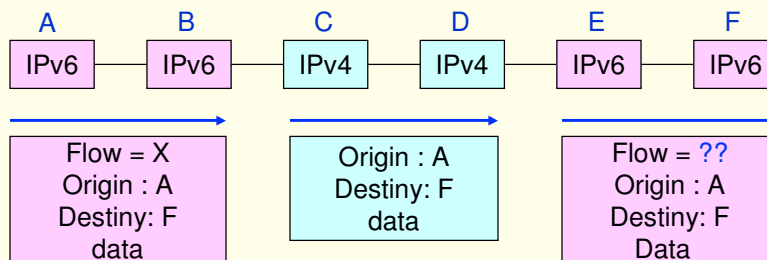 A B C D E F
IPv6 IPv6 IPv4 IPv4 IPv6 IPv6
Flow = X
Origin : A
Destiny: F
data
Origin : A
Destiny: F
data
Flow = ??
Origin : A
Destiny: F
Data